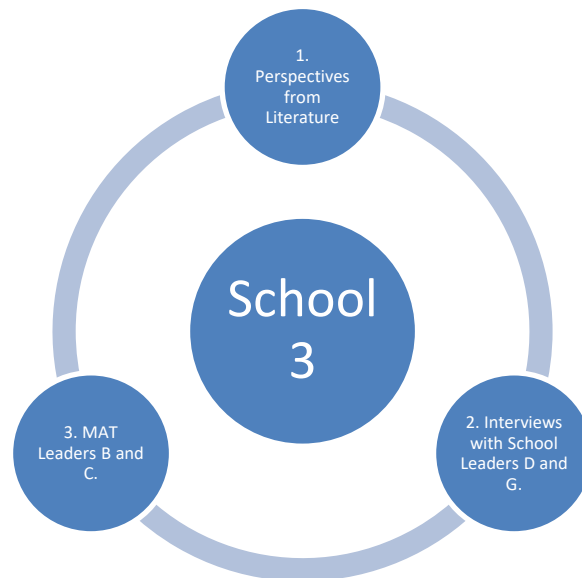 1.
Perspectives
from
Literature
School
3
3. MAT
Leaders B and
C.
2. Interviews
with School
Leaders D and
G.